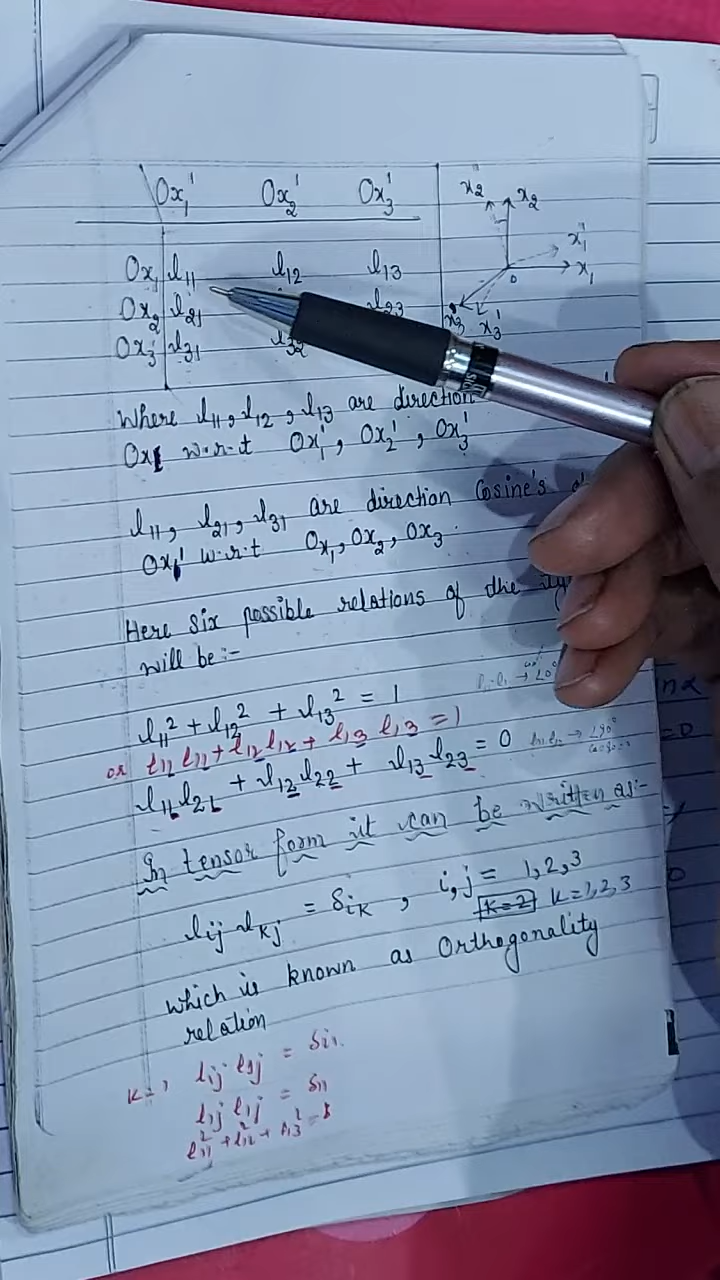 Ox₁' Ox₂' Ox₃'
Ox₁ l₁₁ l₁₂ l₁₃
Ox₂ l₂₁ l₂₃
Ox₃ l₃₁ l₃₂
x₂' x₂
x₁'
x₁
o
x₃ x₃'
Where l₁₁, l₁₂, l₁₃ are direction
Ox₁ w.r.t Ox₁', Ox₂', Ox₃'
l₁₁, l₂₁, l₃₁ are direction Cosine's
Ox₁' w.r.t Ox₁, Ox₂, Ox₃.
Here six possible relations of the
will be:-
l₁₁² + l₁₂² + l₁₃² = 1
or l₁₁ l₁₁ + l₁₂ l₁₂ + l₁₃ l₁₃ = 1
l₁₁ l₂₁ + l₁₂ l₂₂ + l₁₃ l₂₃ = 0
In tensor form it can be written as:-
lᵢⱼ lₖⱼ = δᵢₖ , i,j = 1,2,3
K=2 K=1,2,3
which is known as Orthogonality
relation
K=1 lᵢⱼ l₁ⱼ = δᵢ₁
l₁ⱼ l₁ⱼ = δ₁₁
l₁₁² + l₁₂² + l₁₃² =